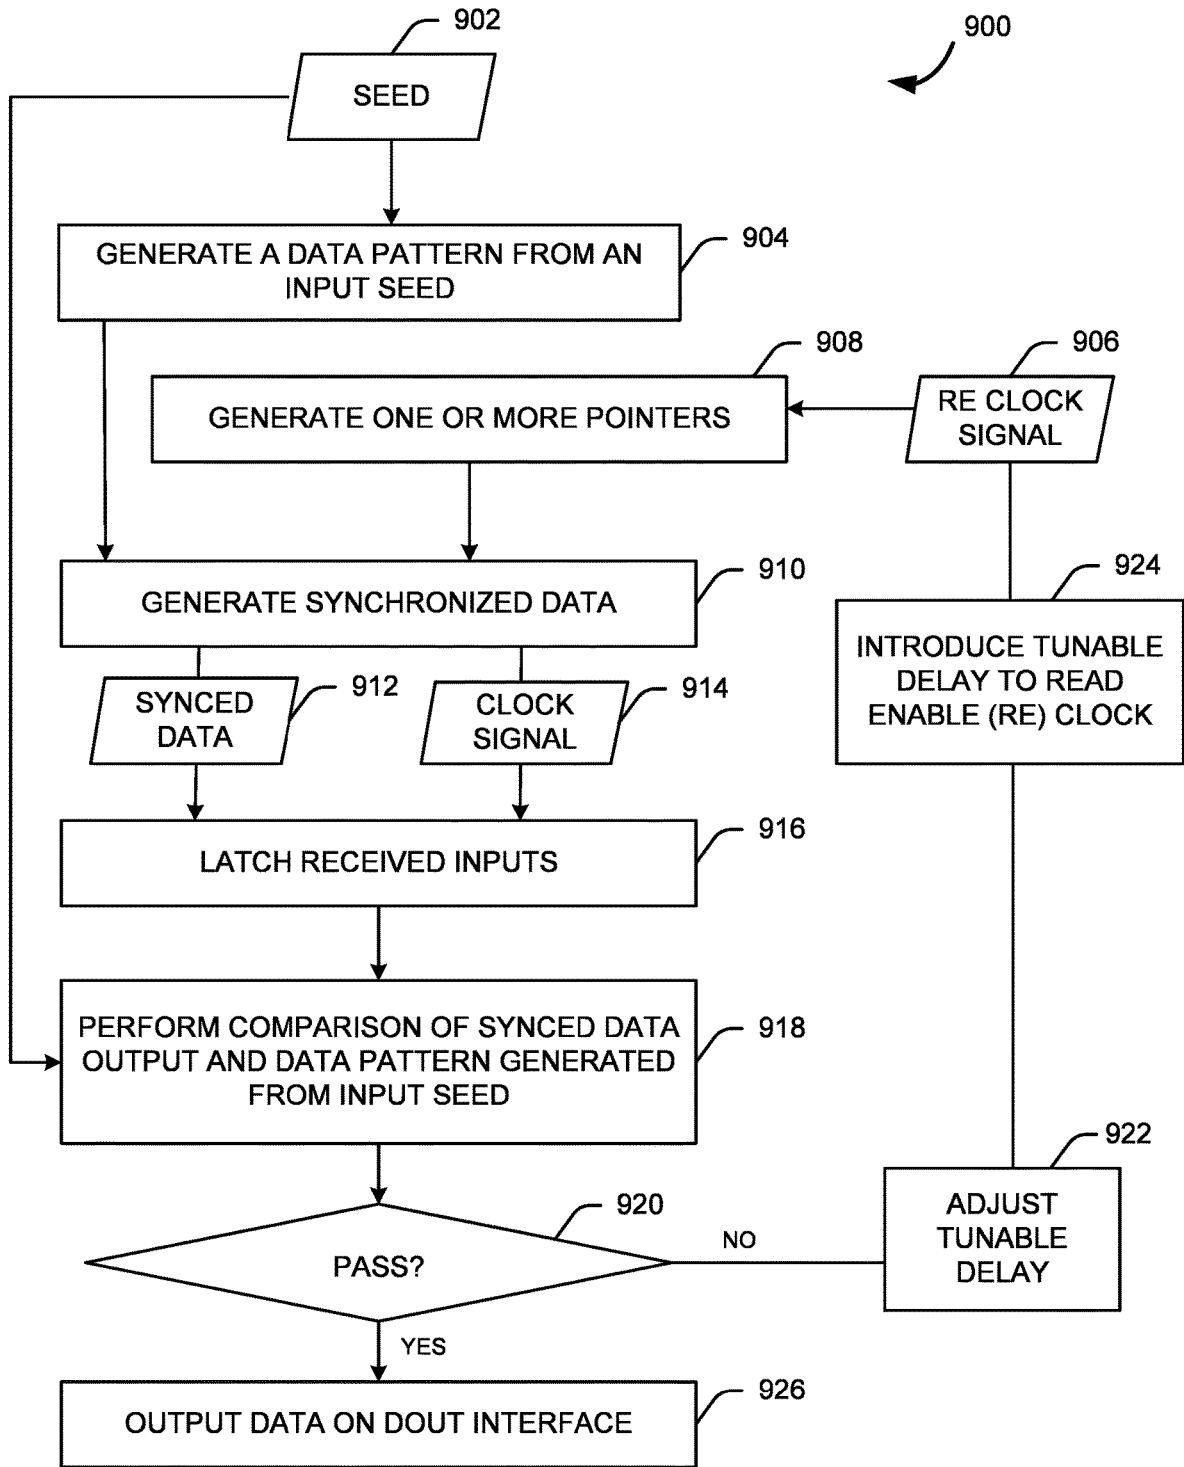 902
900
SEED
904
GENERATE A DATA PATTERN FROM AN
INPUT SEED
908
906
GENERATE ONE OR MORE POINTERS
RE CLOCK
SIGNAL
910
GENERATE SYNCHRONIZED DATA
924
INTRODUCE TUNABLE
DELAY TO READ
ENABLE (RE) CLOCK
912
SYNCED
DATA
914
CLOCK
SIGNAL
916
LATCH RECEIVED INPUTS
918
PERFORM COMPARISON OF SYNCED DATA
OUTPUT AND DATA PATTERN GENERATED
FROM INPUT SEED
922
ADJUST
TUNABLE
DELAY
920
PASS?
NO
YES
926
OUTPUT DATA ON DOUT INTERFACE